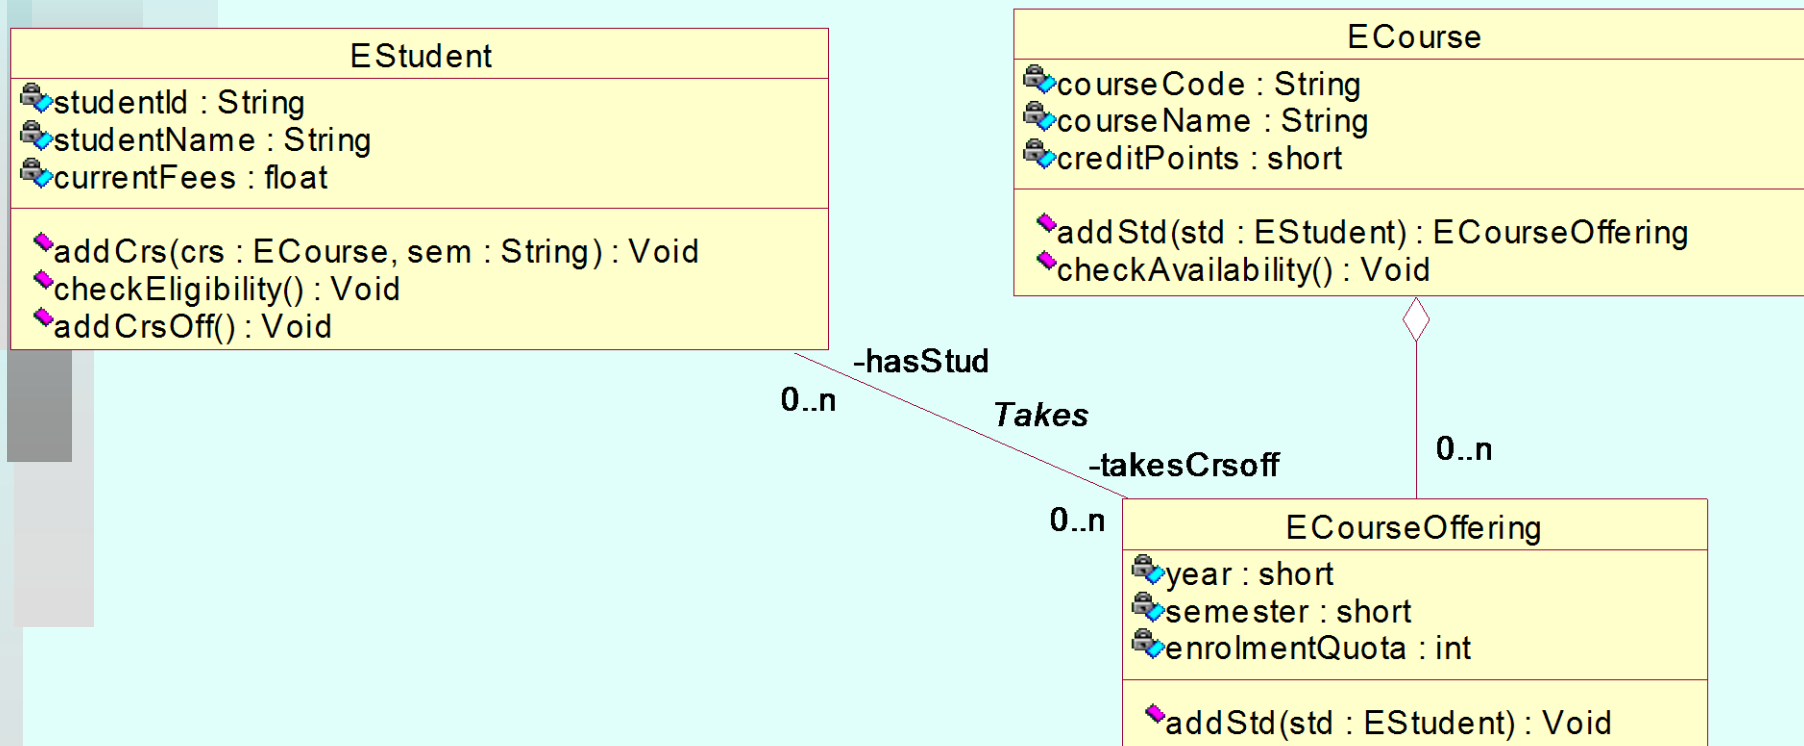 EStudent
studentId : String
studentName : String
currentFees : float
addCrs(crs : ECourse, sem : String) : Void
checkEligibility() : Void
addCrsOff() : Void
ECourse
courseCode : String
courseName : String
creditPoints : short
addStd(std : EStudent) : ECourseOffering
checkAvailability() : Void
-hasStud
0..n
Takes
-takesCrsoff
0..n
0..n
ECourseOffering
year : short
semester : short
enrolmentQuota : int
addStd(std : EStudent) : Void